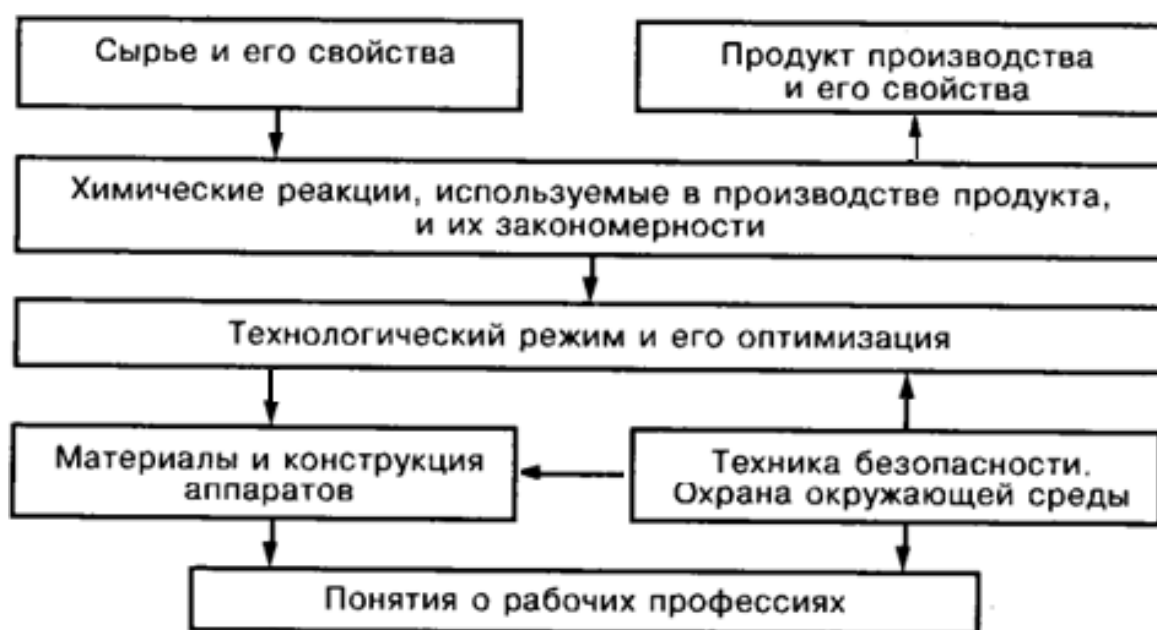 Сырье и его свойства
Продукт производства
и его свойства
Химические реакции, используемые в производстве продукта,
и их закономерности
Технологический режим и его оптимизация
Материалы и конструкция
аппаратов
Техника безопасности.
Охрана окружающей среды
Понятия о рабочих профессиях